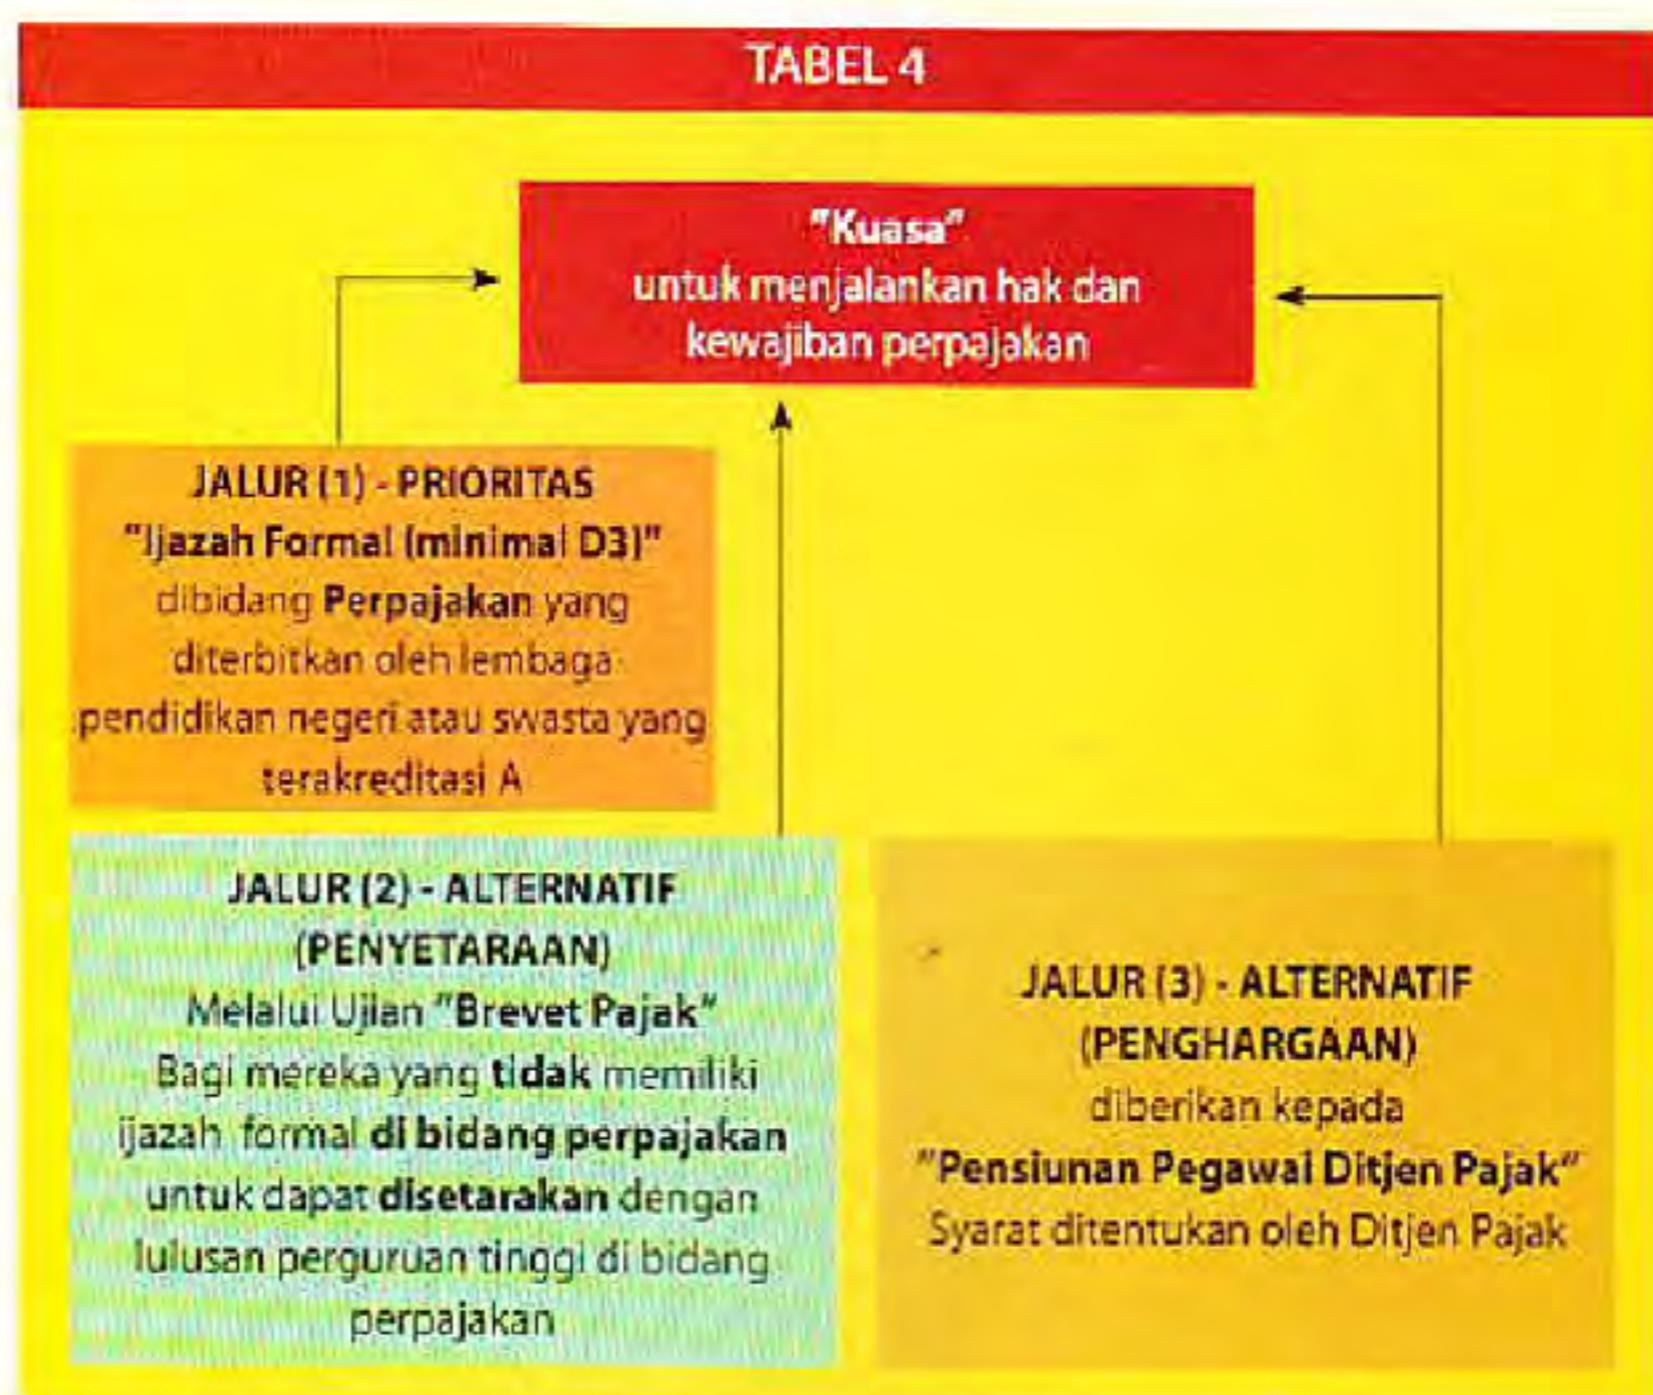 TABEL 4
"Kuasa"
untuk menjalankan hak dan
kewajiban perpajakan
JALUR (1) - PRIORITAS
"Ijazah Formal (minimal D3)"
dibidang Perpajakan yang
diterbitkan oleh lembaga
pendidikan negeri atau swasta yang
terakreditasi A
JALUR (2) - ALTERNATIF
(PENYETARAAN)
Melalui Ujian "Brevet Pajak"
Bagi mereka yang tidak memiliki
ijazah formal di bidang perpajakan
untuk dapat disetarakan dengan
lulusan perguruan tinggi di bidang
perpajakan
JALUR (3) - ALTERNATIF
(PENGHARGAAN)
diberikan kepada
"Pensiunan Pegawai Ditjen Pajak"
Syarat ditentukan oleh Ditjen Pajak